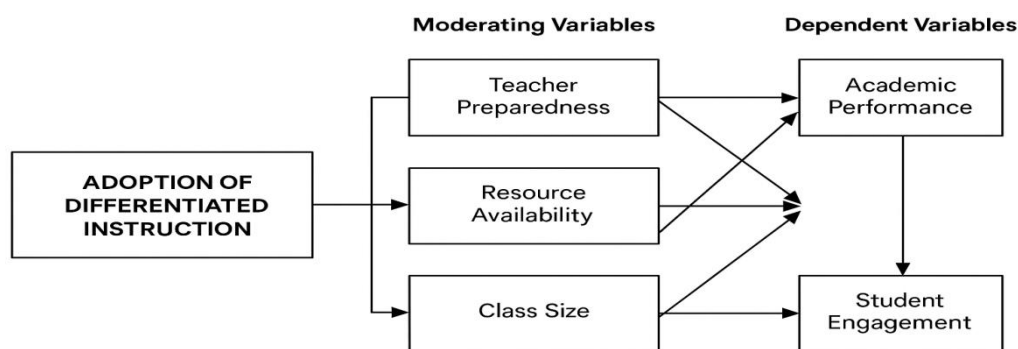 Moderating Variables
Dependent Variables
Teacher
Preparedness
Academic
Performance
ADOPTION OF
DIFFERENTIATED
INSTRUCTION
Resource
Availability
Class Size
Student
Engagement